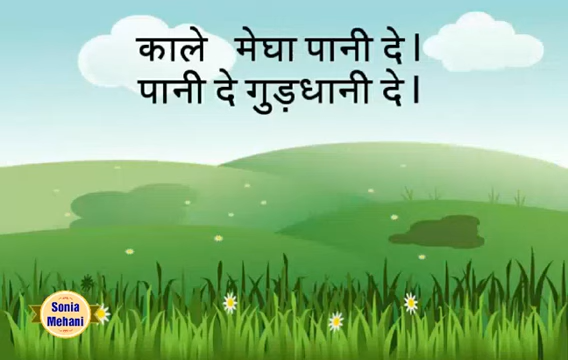 काले मेघा पानी दे।
पानी दे गुड़धानी दे।
Sonia
Mehani